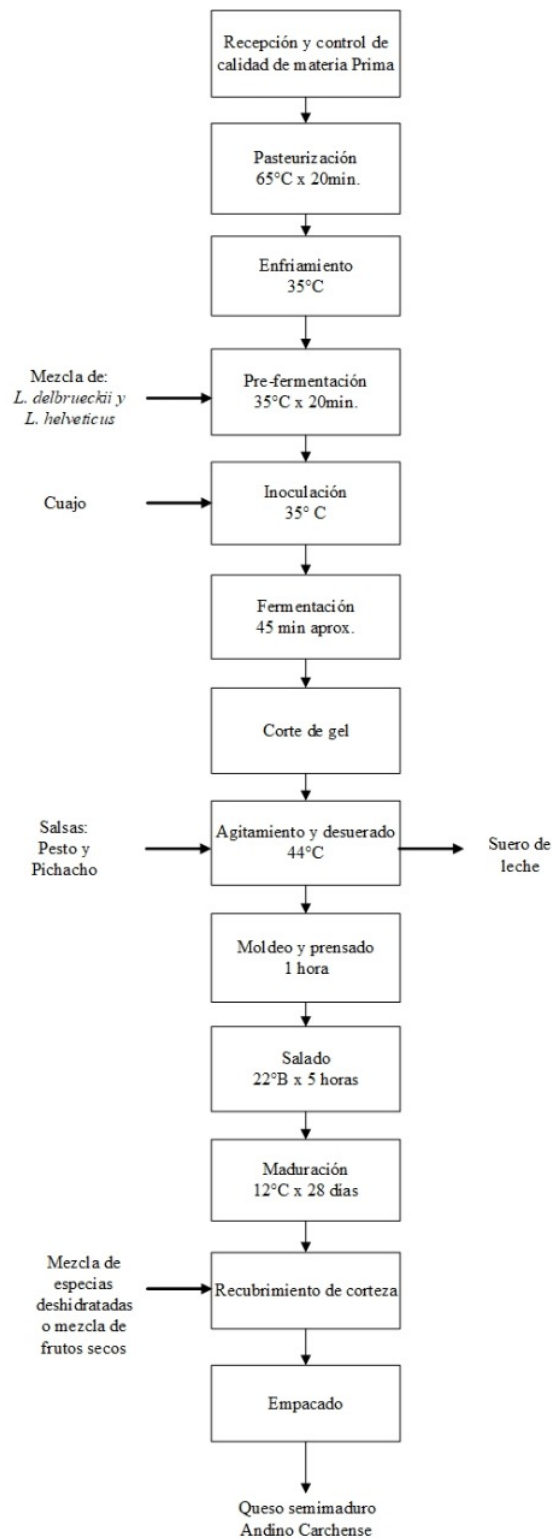 Recepción y control de
calidad de materia Prima
Pasteurización
65°C x 20min.
Enfriamiento
35°C
Mezcla de:
L. delbrueckii y
L. helveticus
Pre-fermentación
35°C x 20min.
Cuajo
Inoculación
35° C
Fermentación
45 min aprox.
Corte de gel
Salsas:
Pesto y
Pichacho
Agitamiento y desuerado
44°C
Suero de
leche
Moldeo y prensado
1 hora
Salado
22°B x 5 horas
Maduración
12°C x 28 días
Mezcla de
especias
deshidratadas
o mezcla de
frutos secos
Recubrimiento de corteza
Empacado
Queso semimaduro
Andino Carchense